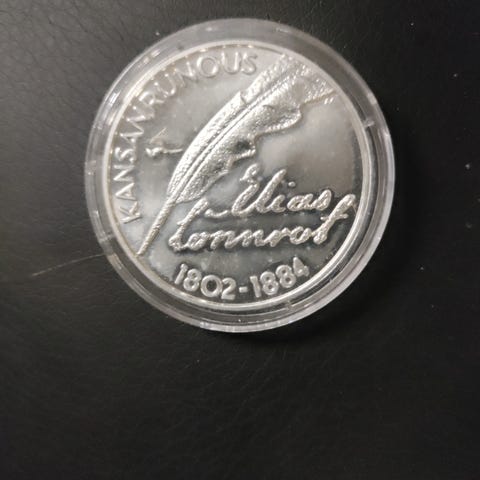 KANSANRUNOUS
Elias
Lönnrot
1802-1884